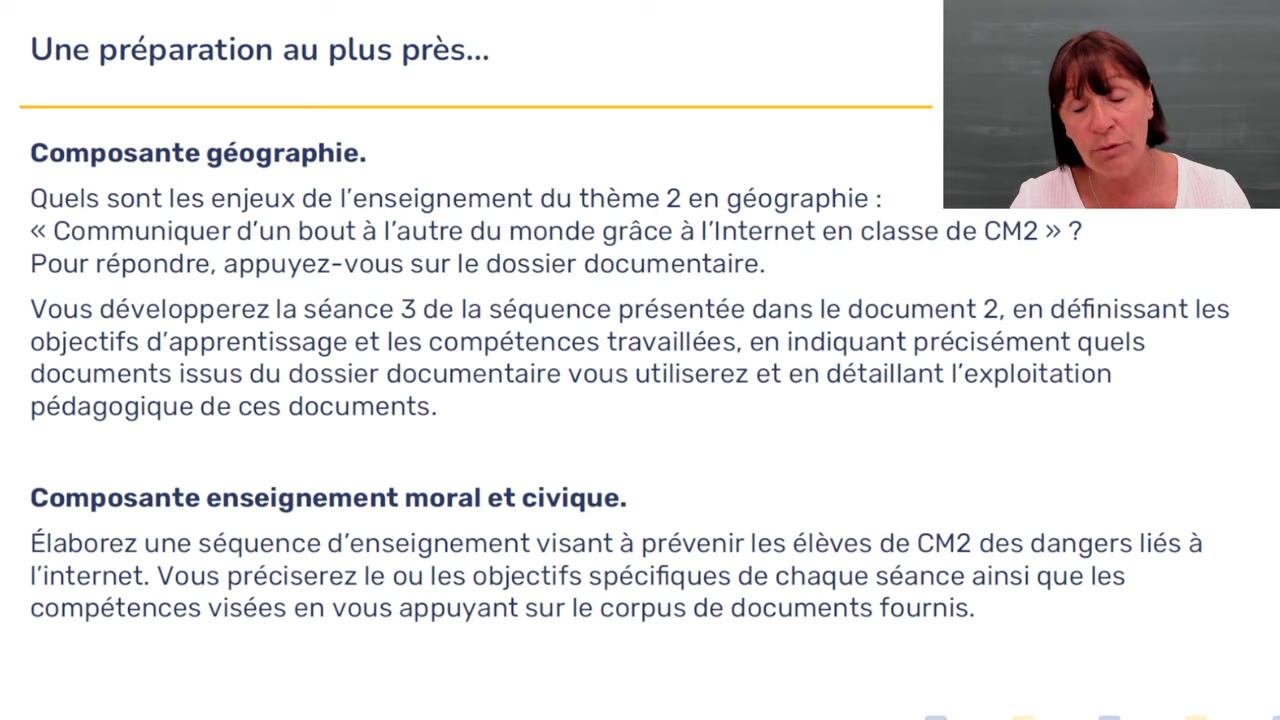 Une préparation au plus près...
Composante géographie.
Quels sont les enjeux de l’enseignement du thème 2 en géographie :
« Communiquer d’un bout à l’autre du monde grâce à l’Internet en classe de CM2 » ?
Pour répondre, appuyez-vous sur le dossier documentaire.
Vous développerez la séance 3 de la séquence présentée dans le document 2, en définissant les
objectifs d’apprentissage et les compétences travaillées, en indiquant précisément quels
documents issus du dossier documentaire vous utiliserez et en détaillant l’exploitation
pédagogique de ces documents.
Composante enseignement moral et civique.
Élaborez une séquence d’enseignement visant à prévenir les élèves de CM2 des dangers liés à
l’internet. Vous préciserez le ou les objectifs spécifiques de chaque séance ainsi que les
compétences visées en vous appuyant sur le corpus de documents fournis.